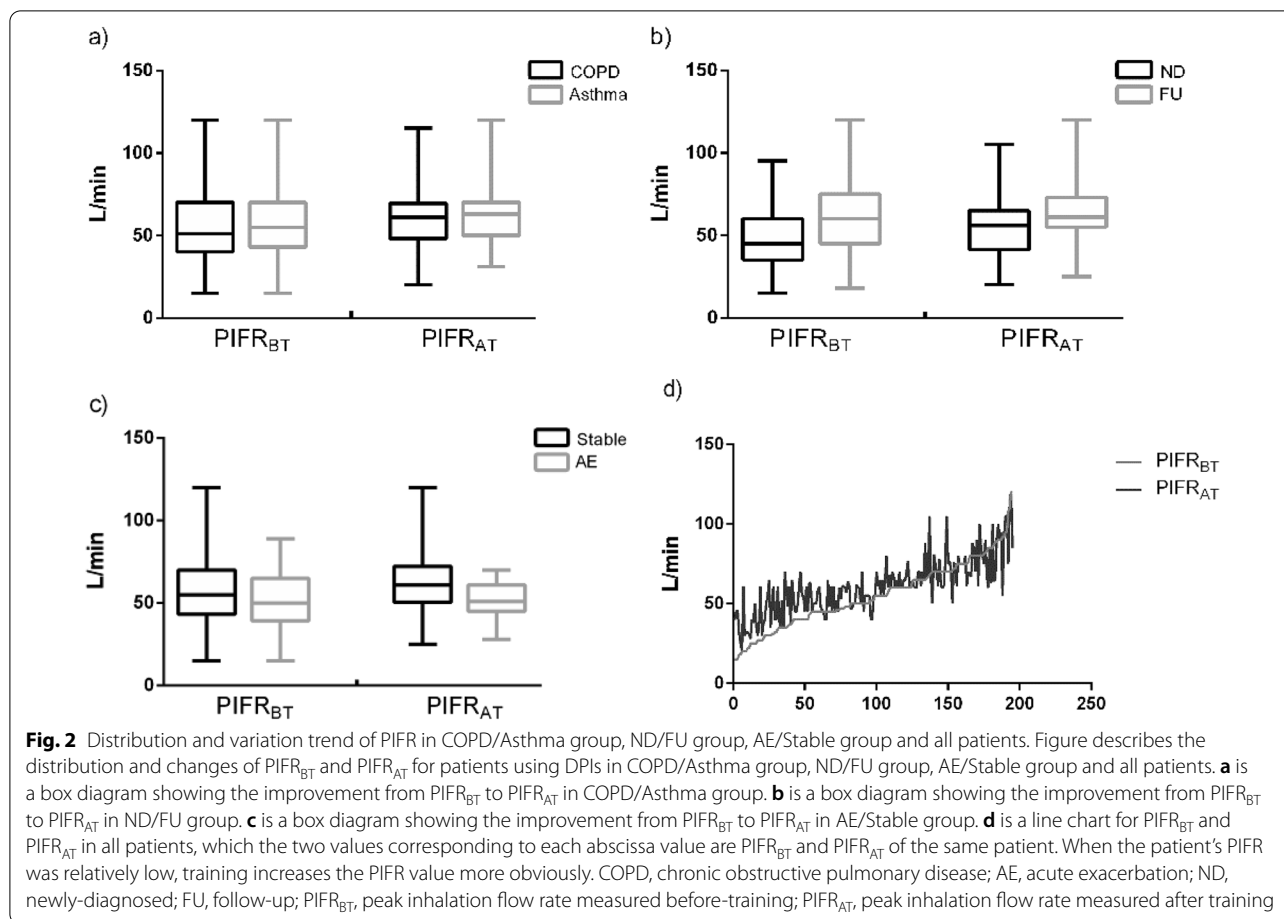 a)
150
100
50
0
L/min
COPD
Asthma
PIFRBT
PIFRAT
b)
150
100
50
0
L/min
ND
FU
PIFRBT
PIFRAT
c)
150
100
50
0
L/min
Stable
AE
PIFRBT
PIFRAT
d)
150
100
50
0
L/min
PIFRBT
PIFRAT
0 50 100 150 200 250
Fig. 2 Distribution and variation trend of PIFR in COPD/Asthma group, ND/FU group, AE/Stable group and all patients. Figure describes the
distribution and changes of PIFRBT and PIFRAT for patients using DPIs in COPD/Asthma group, ND/FU group, AE/Stable group and all patients. a is
a box diagram showing the improvement from PIFRBT to PIFRAT in COPD/Asthma group. b is a box diagram showing the improvement from PIFRBT
to PIFRAT in ND/FU group. c is a box diagram showing the improvement from PIFRBT to PIFRAT in AE/Stable group. d is a line chart for PIFRBT and
PIFRAT in all patients, which the two values corresponding to each abscissa value are PIFRBT and PIFRAT of the same patient. When the patient's PIFR
was relatively low, training increases the PIFR value more obviously. COPD, chronic obstructive pulmonary disease; AE, acute exacerbation; ND,
newly-diagnosed; FU, follow-up; PIFRBT, peak inhalation flow rate measured before-training; PIFRAT, peak inhalation flow rate measured after training